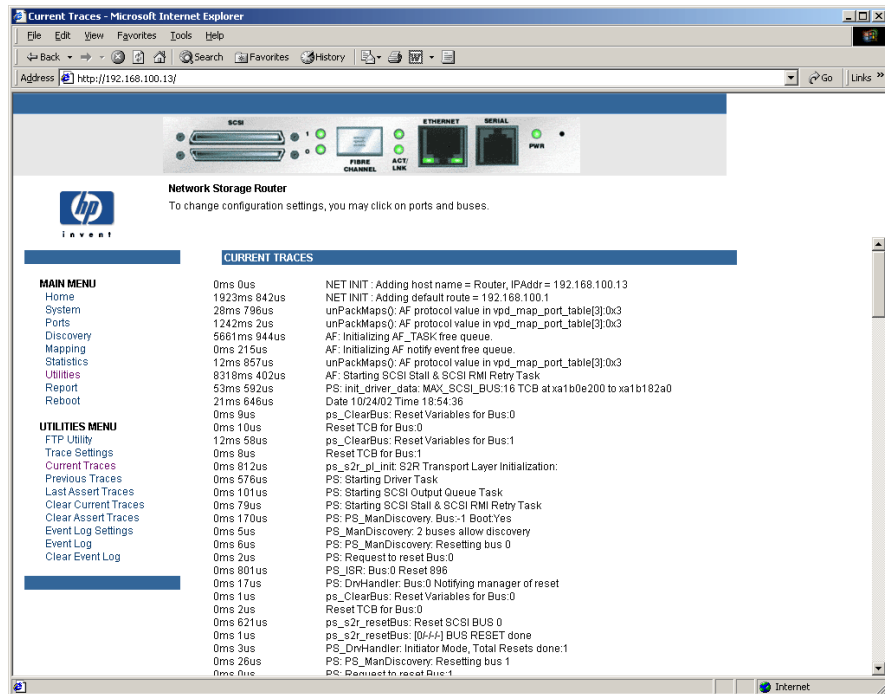 Current Traces - Microsoft Internet Explorer
File Edit View Favorites Tools Help
Back Search Favorites History
Address http://192.168.100.13/ Go Links »
SCSI
1
0
FIBRE CHANNEL
ACT/ LNK
ETHERNET
SERIAL
PWR
hp
invent
Network Storage Router
To change configuration settings, you may click on ports and buses.
CURRENT TRACES
MAIN MENU
Home
System
Ports
Discovery
Mapping
Statistics
Utilities
Report
Reboot
UTILITIES MENU
FTP Utility
Trace Settings
Current Traces
Previous Traces
Last Assert Traces
Clear Current Traces
Clear Assert Traces
Event Log Settings
Event Log
Clear Event Log
0ms 0us NET INIT : Adding host name = Router, IPAddr = 192.168.100.13
1923ms 842us NET INIT : Adding default route = 192.168.100.1
28ms 796us unPackMaps(): AF protocol value in vpd_map_port_table[3]:0x3
1242ms 2us unPackMaps(): AF protocol value in vpd_map_port_table[3]:0x3
5661ms 944us AF: Initializing AF_TASK free queue.
0ms 215us AF: Initializing AF notify event free queue.
12ms 857us unPackMaps(): AF protocol value in vpd_map_port_table[3]:0x3
8318ms 402us AF: Starting SCSI Stall & SCSI RMI Retry Task
53ms 592us PS: init_driver_data: MAX_SCSI_BUS:16 TCB at xa1b0e200 to xa1b182a0
21ms 646us Date 10/24/02 Time 18:54:36
0ms 9us ps_ClearBus: Reset Variables for Bus:0
0ms 10us Reset TCB for Bus:0
12ms 58us ps_ClearBus: Reset Variables for Bus:1
0ms 8us Reset TCB for Bus:1
0ms 812us ps_s2r_pl_init: S2R Transport Layer Initialization:
0ms 576us PS: Starting Driver Task
0ms 101us PS: Starting SCSI Output Queue Task
0ms 79us PS: Starting SCSI Stall & SCSI RMI Retry Task
0ms 170us PS: PS_ManDiscovery. Bus:-1 Boot:Yes
0ms 5us PS_ManDiscovery: 2 buses allow discovery
0ms 6us PS: PS_ManDiscovery: Resetting bus 0
0ms 2us PS: Request to reset Bus:0
0ms 801us PS_ISR: Bus:0 Reset 896
0ms 17us PS: DrvHandler: Bus:0 Notifying manager of reset
0ms 1us ps_ClearBus: Reset Variables for Bus:0
0ms 2us Reset TCB for Bus:0
0ms 621us ps_s2r_resetBus: Reset SCSI BUS 0
0ms 1us ps_s2r_resetBus: [0/-/-/-] BUS RESET done
0ms 3us PS_DrvHandler: Initiator Mode, Total Resets done:1
0ms 26us PS: PS_ManDiscovery: Resetting bus 1
0ms 0us PS: Request to reset Bus:1
Internet